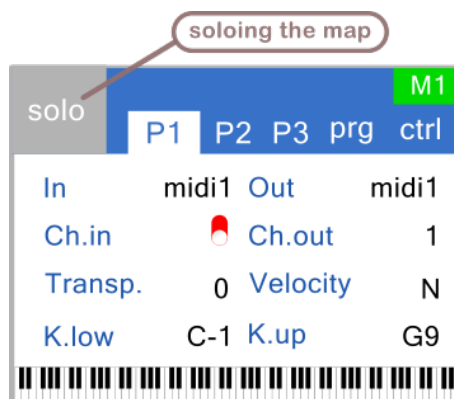 soloing the map
M1
solo
P1 P2 P3 prg ctrl
In midi1 Out midi1
Ch.in Ch.out 1
Transp. 0 Velocity N
K.low C-1 K.up G9